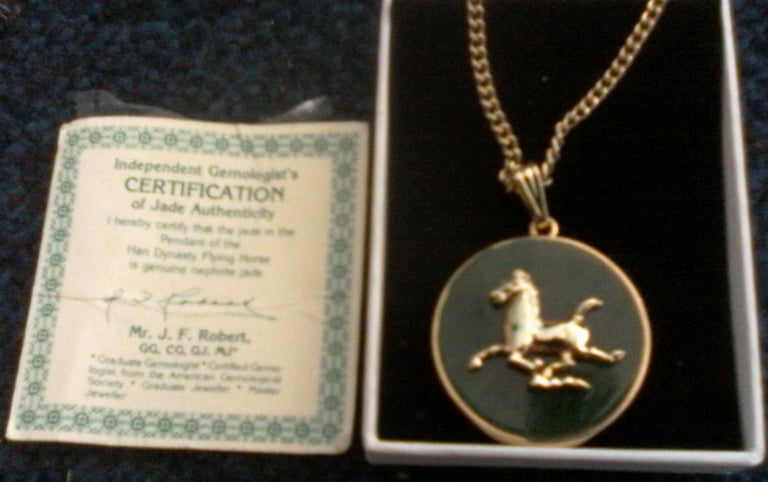 Independent Gemologist's
CERTIFICATION
of Jade Authenticity
I hereby certify that the jade in the
Pendant of the
Han Dynasty Flying Horse
is genuine nephrite jade.
Mr. J. F. Robert,
GG, CG, GJ, MJ*
*Graduate Gemologist *Certified Gemo-
logist from the American Gemological
Society * Graduate Jeweller * Master
Jeweller